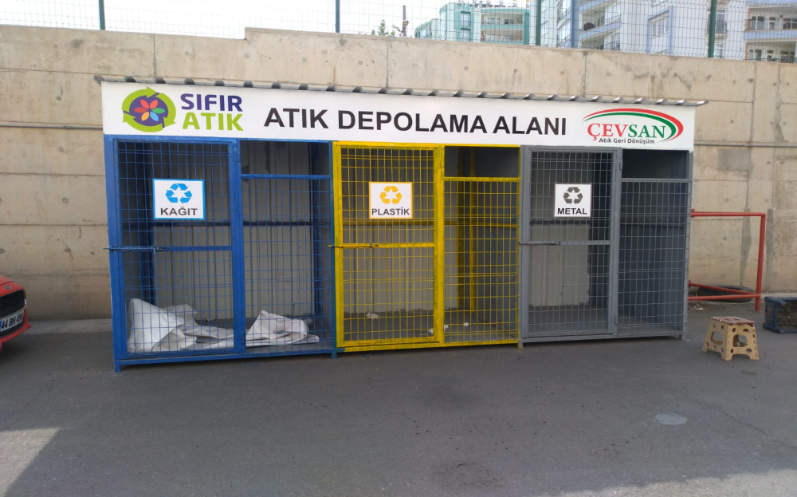 SIFIR
ATIK
ATIK DEPOLAMA ALANI
ÇEVSAN
Atık Geri Dönüşüm
KAĞIT
PLASTİK
METAL